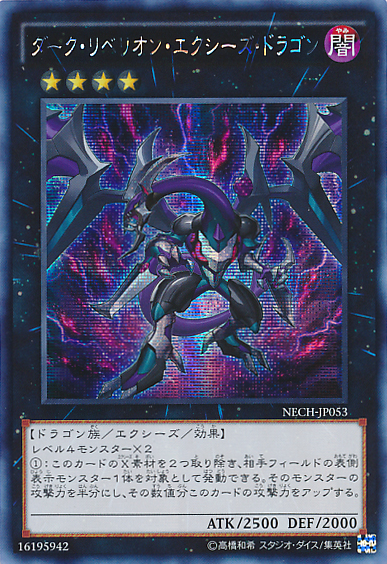 ダーク・リベリオン・エクシーズ・ドラゴン
闇
やみ
NECH-JP053
【ドラゴン族/エクシーズ/効果】
レベル4モンスター×2
①:このカードのX素材を2つ取り除き、相手フィールドの表側
表示モンスター1体を対象として発動できる。そのモンスターの
攻撃力を半分にし、その数値分このカードの攻撃力をアップする。
ATK/2500 DEF/2000
16195942
©高橋和希 スタジオ・ダイス/集英社